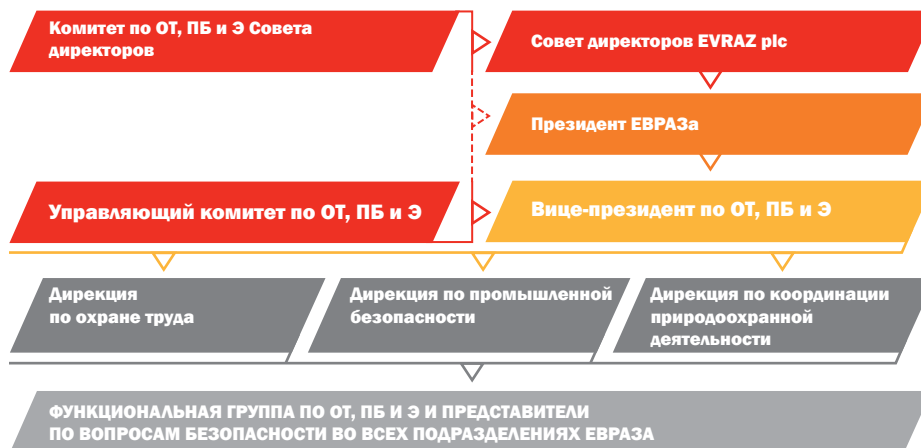 Комитет по ОТ, ПБ и Э Совета
директоров
Совет директоров EVRAZ plc
Президент ЕВРАЗа
Управляющий комитет по ОТ, ПБ и Э
Вице-президент по ОТ, ПБ и Э
Дирекция
по охране труда
Дирекция по промышленной
безопасности
Дирекция по координации
природоохранной
деятельности
ФУНКЦИОНАЛЬНАЯ ГРУППА ПО ОТ, ПБ И Э И ПРЕДСТАВИТЕЛИ
ПО ВОПРОСАМ БЕЗОПАСНОСТИ ВО ВСЕХ ПОДРАЗДЕЛЕНИЯХ ЕВРАЗА